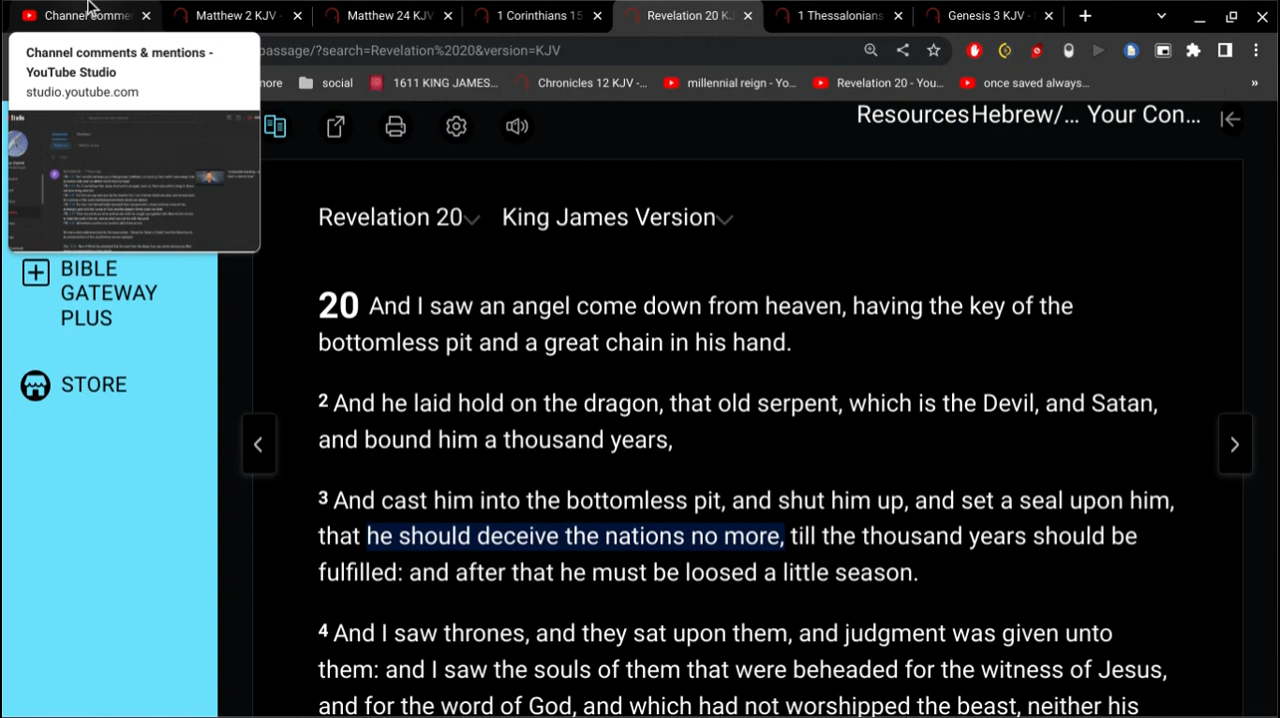 Channel comme
Matthew 2 KJV -
Matthew 24 KJV
1 Corinthians 15
Revelation 20 KJ
1 Thessalonians
Genesis 3 KJV -
Channel comments & mentions -
YouTube Studio
studio.youtube.com
passage/?search=Revelation%2020&version=KJV
more
social
1611 KING JAMES...
Chronicles 12 KJV -...
millennial reign - Yo...
Revelation 20 - You...
once saved always...
»
Resources Hebrew/... Your Con...
Revelation 20 King James Version
BIBLE
GATEWAY
PLUS
STORE
20 And I saw an angel come down from heaven, having the key of the
bottomless pit and a great chain in his hand.
2 And he laid hold on the dragon, that old serpent, which is the Devil, and Satan,
and bound him a thousand years,
3 And cast him into the bottomless pit, and shut him up, and set a seal upon him,
that he should deceive the nations no more, till the thousand years should be
fulfilled: and after that he must be loosed a little season.
4 And I saw thrones, and they sat upon them, and judgment was given unto
them: and I saw the souls of them that were beheaded for the witness of Jesus,
and for the word of God, and which had not worshipped the beast, neither his